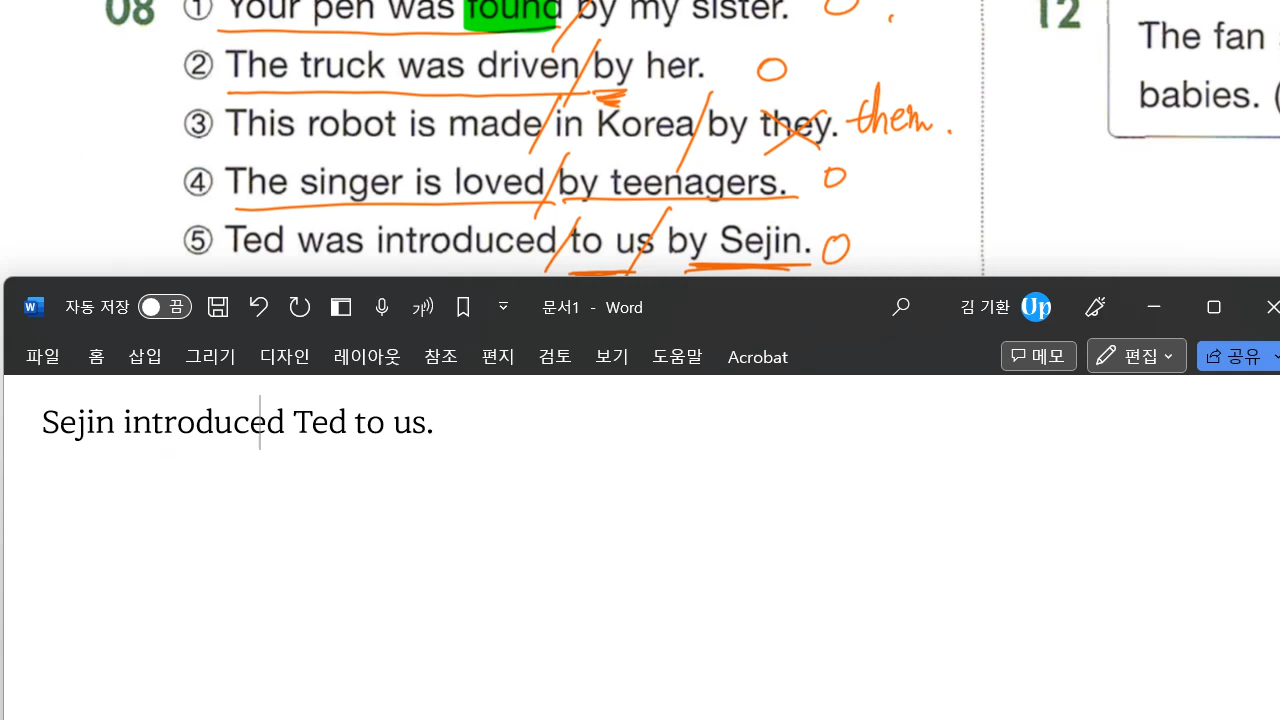 08
① Your pen was found by my sister.
② The truck was driven by her. O
③ This robot is made in Korea by they. them.
④ The singer is loved by teenagers. O
⑤ Ted was introduced to us by Sejin. O
12
The fan
babies. (
자동 저장 끔 가 문서1 - Word 김 기환 Up
파일 홈 삽입 그리기 디자인 레이아웃 참조 편지 검토 보기 도움말 Acrobat 메모 편집 공유
Sejin introduced Ted to us.